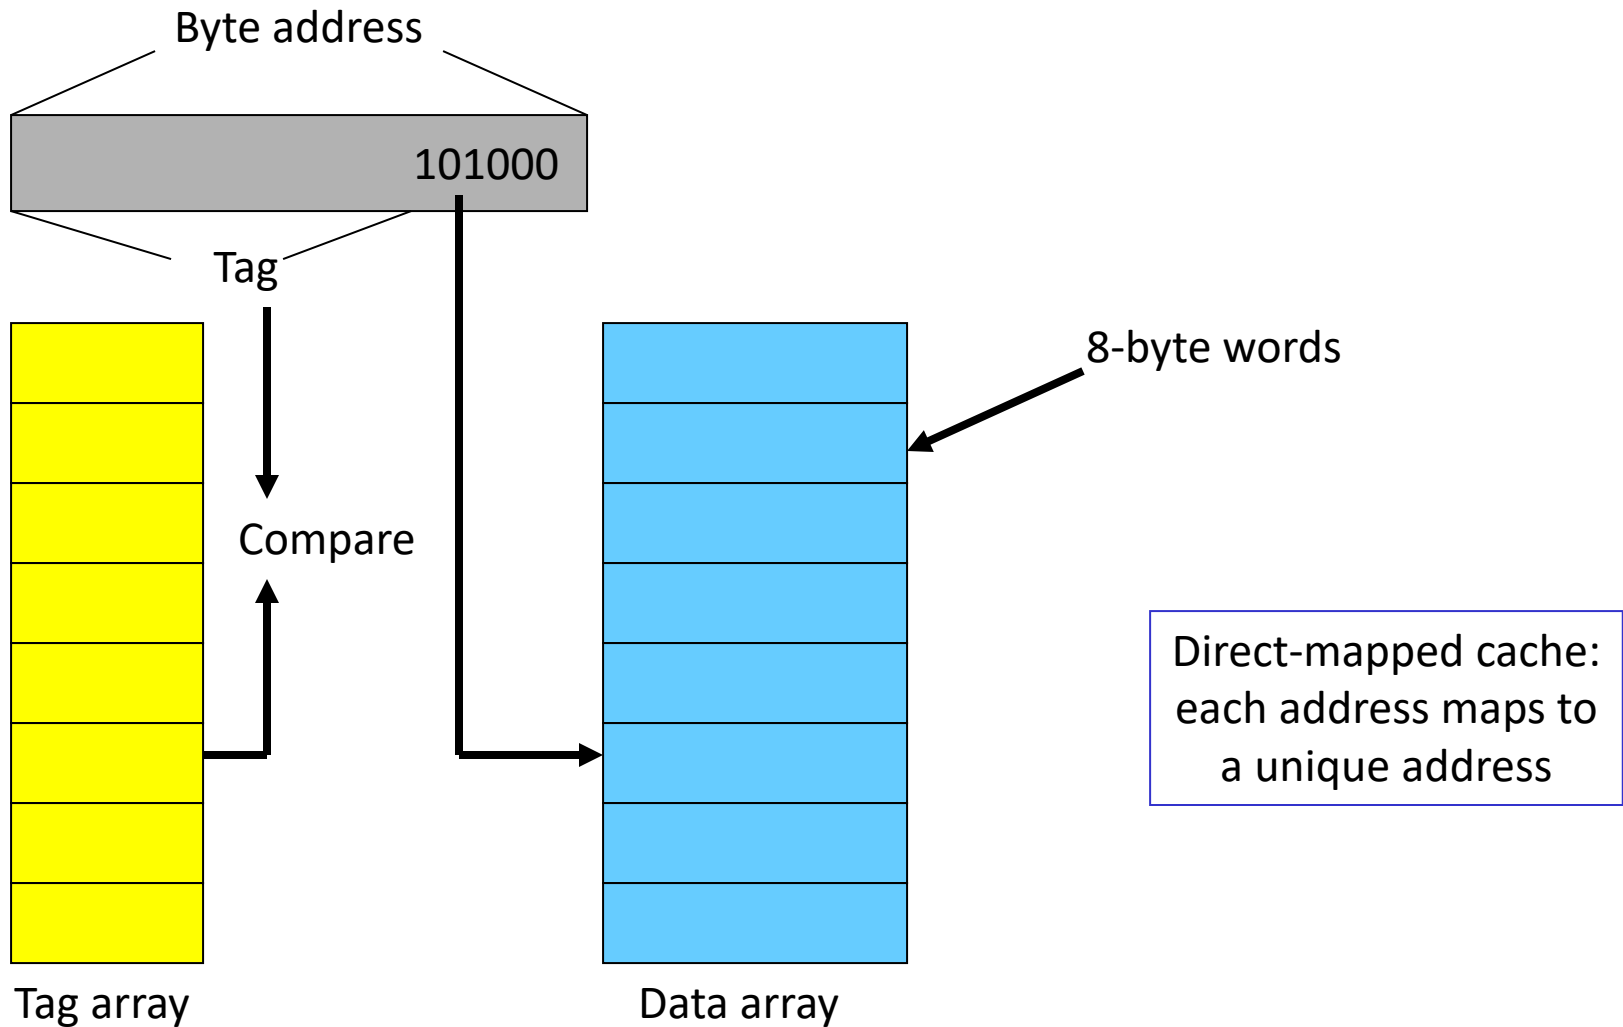 Byte address
101000
Tag
8-byte words
Compare
Direct-mapped cache:
each address maps to
a unique address
Tag array
Data array